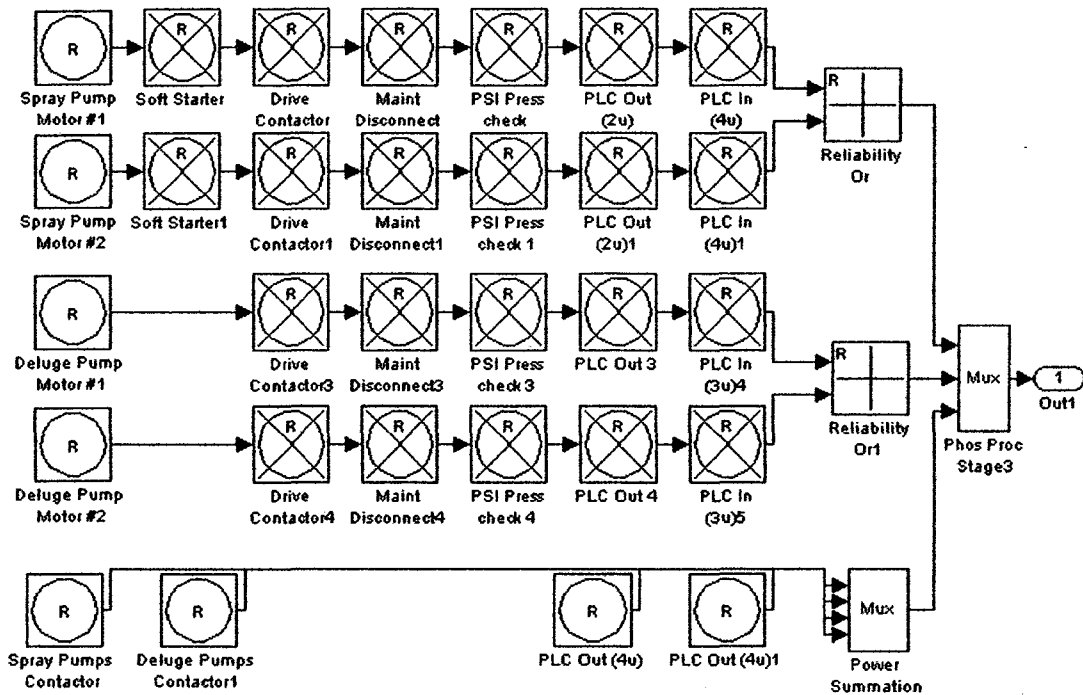 R R R R R R R
Spray Pump Motor #1
Soft Starter
Drive Contactor
Maint Disconnect
PSI Press check
PLC Out (2u)
PLC In (4u)
R
Reliability Or
R R R R R R R
Spray Pump Motor #2
Soft Starter1
Drive Contactor1
Maint Disconnect1
PSI Press check 1
PLC Out (2u)1
PLC In (4u)1
R R R R R R
Deluge Pump Motor #1
Drive Contactor3
Maint Disconnect3
PSI Press check 3
PLC Out 3
PLC In (3u)4
R
Reliability Or1
Mux
Phos Proc Stage3
1
Out1
R R R R R R
Deluge Pump Motor #2
Drive Contactor4
Maint Disconnect4
PSI Press check 4
PLC Out 4
PLC In (3u)5
R R R R
Spray Pumps Contactor
Deluge Pumps Contactor1
PLC Out (4u)
PLC Out (4u)1
Mux
Power Summation